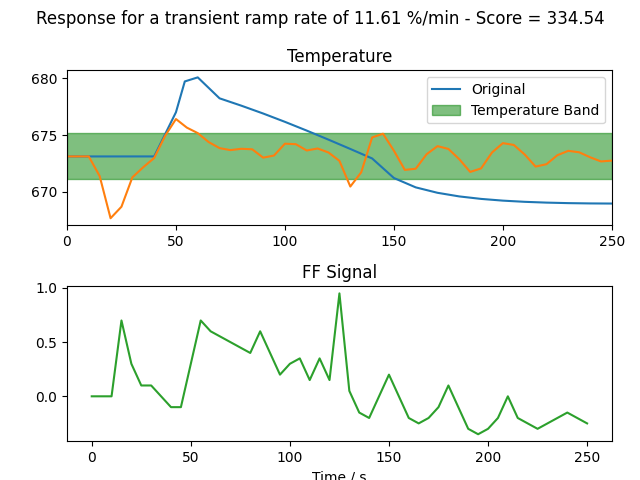 Response for a transient ramp rate of 11.61 %/min - Score = 334.54
Temperature
680
675
670
Original
Temperature Band
0 50 100 150 200 250
FF Signal
1.0
0.5
0.0
0 50 100 150 200 250
Time / s